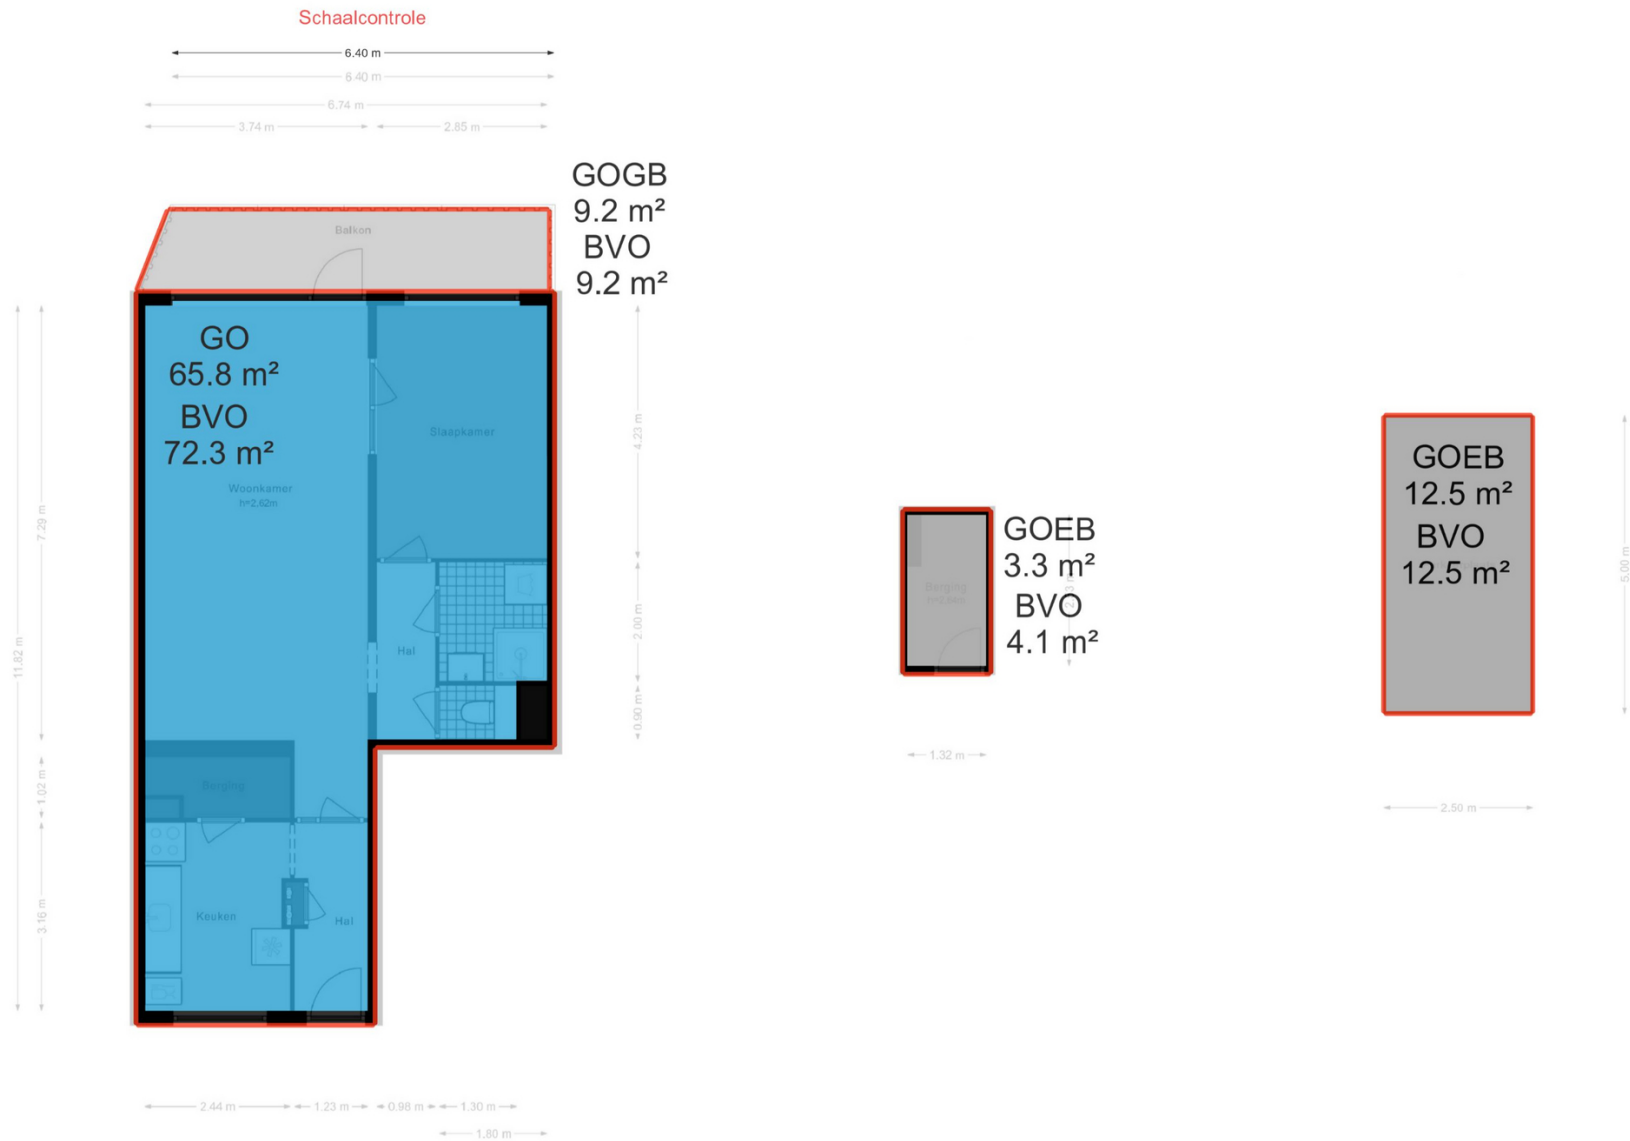 Schaalcontrole
6.40 m
6.40 m
6.74 m
3.74 m
2.85 m
GOGB
9.2 m²
BVO
9.2 m²
Balkon
GO
65.8 m²
BVO
72.3 m²
Slaapkamer
Woonkamer
h=2.62m
4.23 m
7.29 m
11.82 m
2.00 m
Hal
0.90 m
Berging
1.02 m
Keuken
Hal
3.16 m
2.44 m
1.23 m
0.98 m
1.30 m
1.80 m
GOEB
3.3 m²
BVO
4.1 m²
Berging
1.32 m
GOEB
12.5 m²
BVO
12.5 m²
5.00 m
2.50 m